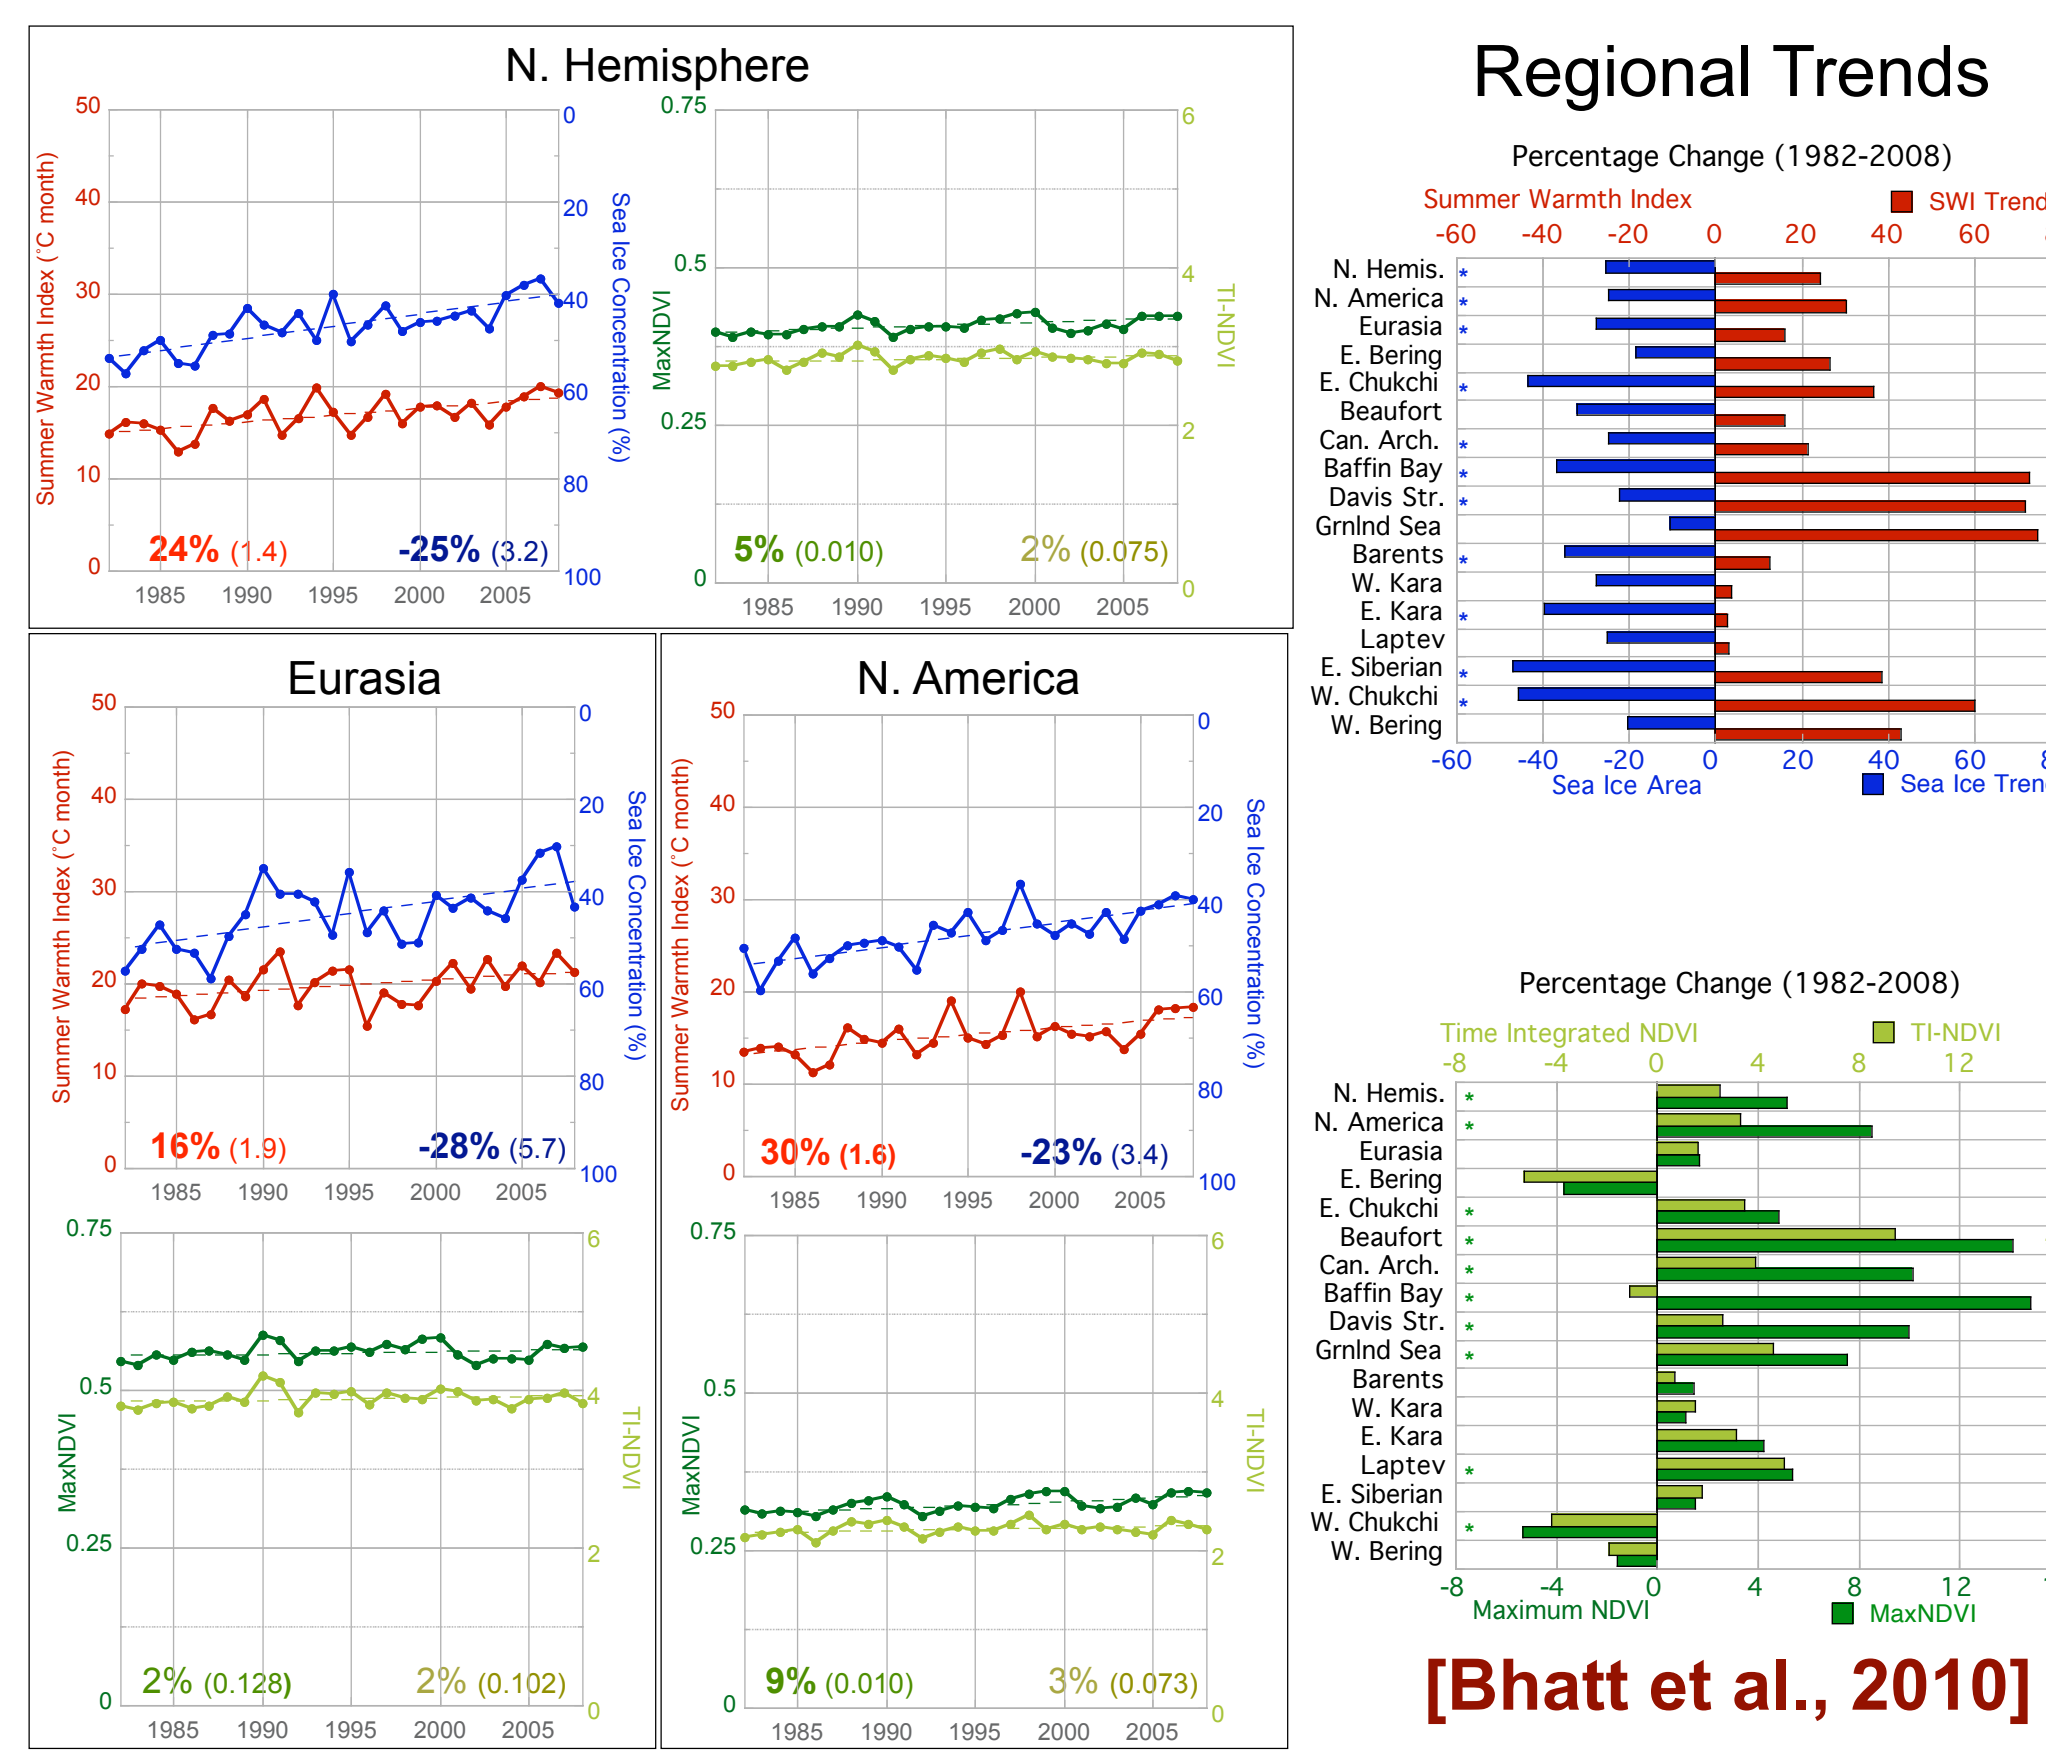 N. Hemisphere
50
40
30
20
10
0
Summer Warmth Index (˚C month)
0
20
40
60
80
100
Sea Ice Concentration (%)
24% (1.4)
-25% (3.2)
1985 1990 1995 2000 2005
0.75
0.5
0.25
0
MaxNDVI
6
4
2
0
TI-NDVI
5% (0.010)
2% (0.075)
1985 1990 1995 2000 2005
Eurasia
50
40
30
20
10
0
Summer Warmth Index (˚C month)
0
20
40
60
80
100
Sea Ice Concentration (%)
16% (1.9)
-28% (5.7)
1985 1990 1995 2000 2005
0.75
0.5
0.25
0
MaxNDVI
6
4
2
0
TI-NDVI
2% (0.128)
2% (0.102)
1985 1990 1995 2000 2005
N. America
50
40
30
20
10
0
Summer Warmth Index (˚C month)
0
20
40
60
80
100
Sea Ice Concentration (%)
30% (1.6)
-23% (3.4)
1985 1990 1995 2000 2005
0.75
0.5
0.25
0
MaxNDVI
6
4
2
0
TI-NDVI
9% (0.010)
3% (0.073)
1985 1990 1995 2000 2005
Regional Trends
Percentage Change (1982-2008)
Summer Warmth Index
SWI Trend
-60 -40 -20 0 20 40 60
N. Hemis. *
N. America *
Eurasia *
E. Bering
E. Chukchi *
Beaufort
Can. Arch. *
Baffin Bay *
Davis Str. *
Grnlnd Sea
Barents *
W. Kara
E. Kara *
Laptev
E. Siberian *
W. Chukchi *
W. Bering
-60 -40 -20 0 20 40 60 8
Sea Ice Area
Sea Ice Tren
Percentage Change (1982-2008)
Time Integrated NDVI
TI-NDVI
-8 -4 0 4 8 12
N. Hemis. *
N. America *
Eurasia
E. Bering
E. Chukchi *
Beaufort *
Can. Arch. *
Baffin Bay *
Davis Str. *
Grnlnd Sea *
Barents
W. Kara
E. Kara
Laptev *
E. Siberian
W. Chukchi *
W. Bering
-8 -4 0 4 8 12
Maximum NDVI
MaxNDVI
[Bhatt et al., 2010]